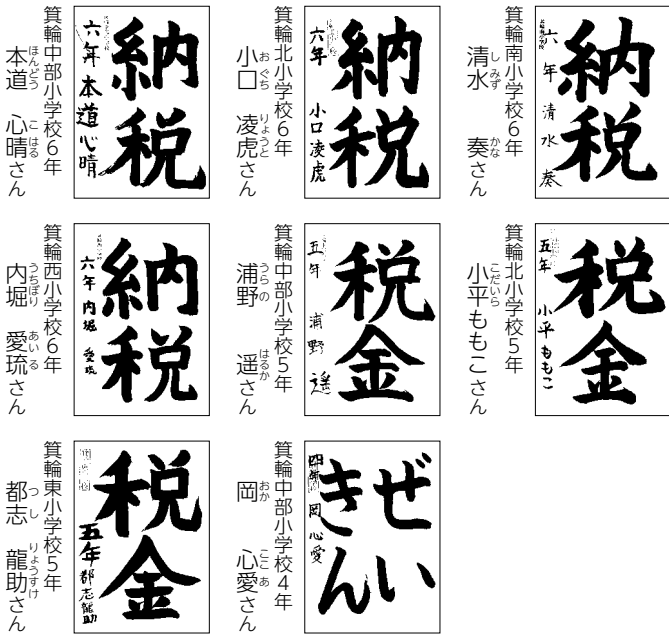 納税
六年 清水 奏
箕輪南小学校6年
清水 奏さん
しみず かな
納税
六年 小口凌虎
箕輪北小学校6年
小口 凌虎さん
おぐち りょうと
納税
六年 本道心晴
箕輪中部小学校6年
本道 心晴さん
ほんどう こはる
税金
五年 小平ももこ
箕輪北小学校5年
小平ももこさん
こだいら
税金
五年 浦野 遥
箕輪中部小学校5年
浦野 遥さん
うらの はるか
納税
六年 内堀 愛琉
箕輪西小学校6年
内堀 愛琉さん
うちぼり あいる
ぜい
きん
四年 岡 心愛
箕輪中部小学校4年
岡 心愛さん
おか ここあ
税金
五年 都志龍助
箕輪東小学校5年
都志 龍助さん
つし りょうすけ